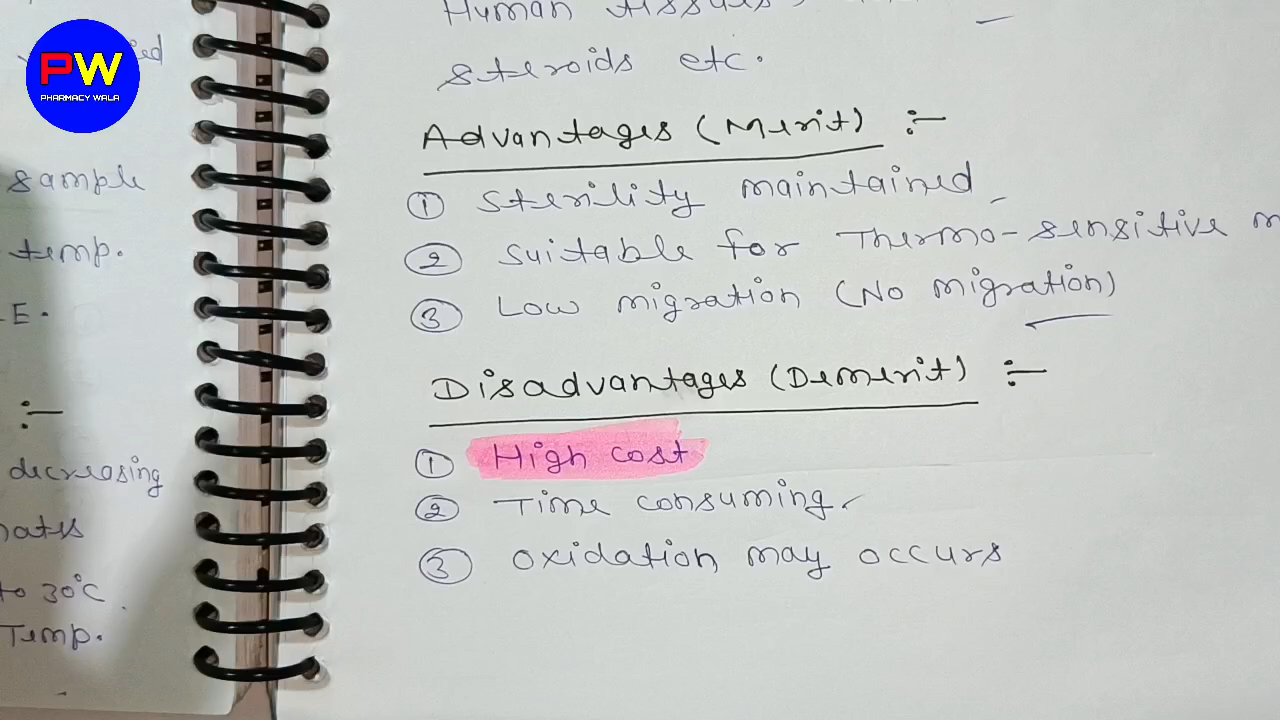 PW
PHARMACY WALA
sample
temp.
E.
:-
decreasing
to 30°C
Temp.
Human tissues,
steroids etc.
Advantages (Merit) :-
① Sterility maintained
② Suitable for Thermo-sensitive
③ Low migration (No migration)
Disadvantages (Demerit) :-
① High cost
② Time consuming.
③ oxidation may occurs